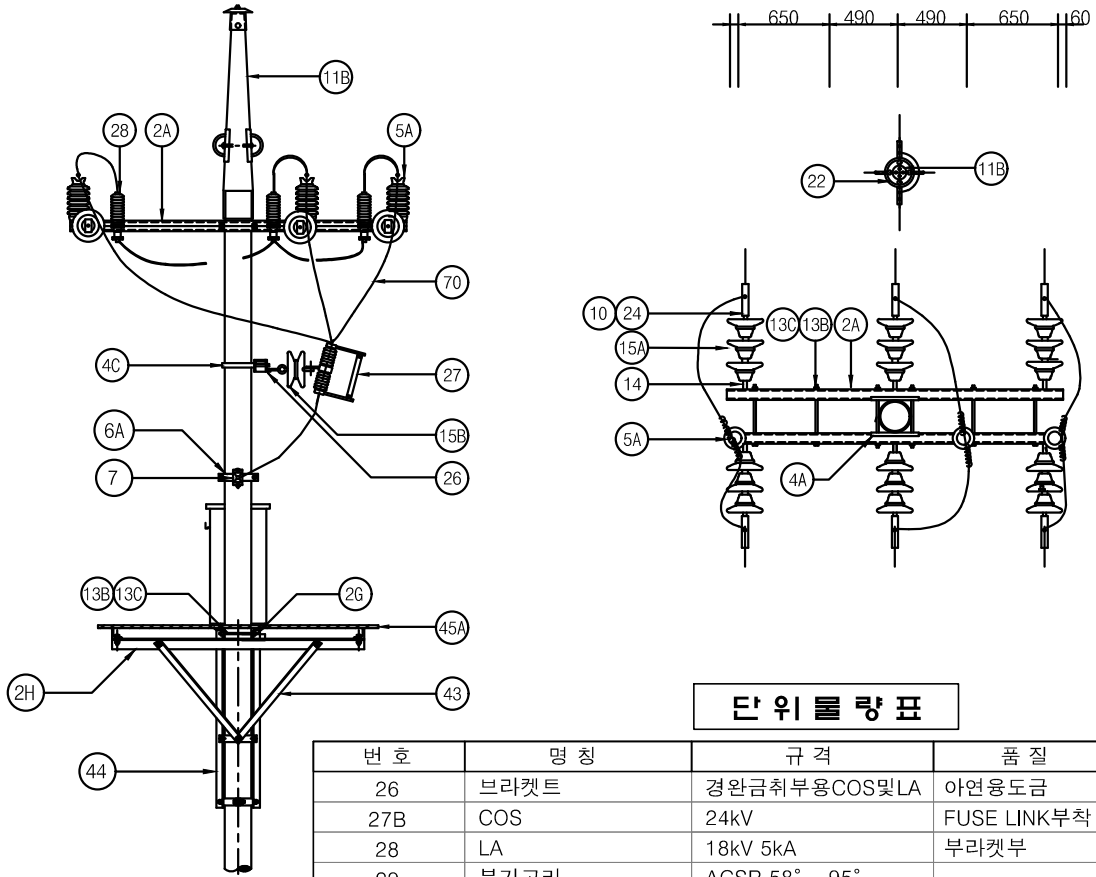 650 490 490 650 60
11B
28 2A 5A
22 11B
70
10 24 13C 13B 2A
15A
4C 27
14
6A 15B
5A
7 26
4A
13B 13C 2G
45A
2H 43
44
단위물량표
번호 명칭 규격 품질
26 브라켓트 경완금취부용COS및LA 아연용도금
27B COS 24kV FUSE LINK부착
28 LA 18kV 5kA 부라켓부